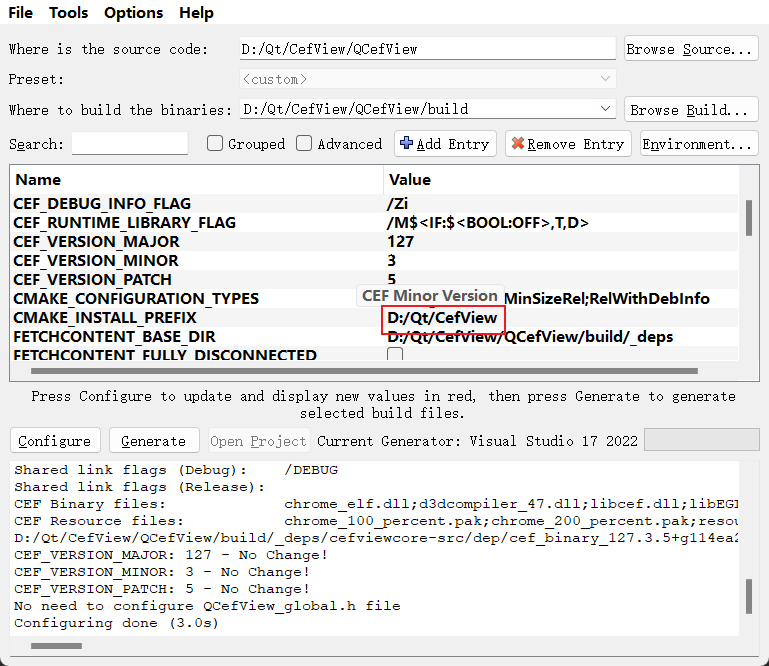 File Tools Options Help
Where is the source code: D:/Qt/CefView/QCefView Browse Source...
Preset: <custom>
Where to build the binaries: D:/Qt/CefView/QCefView/build Browse Build...
Search: Grouped Advanced Add Entry Remove Entry Environment...
Name Value
CEF_DEBUG_INFO_FLAG /Zi
CEF_RUNTIME_LIBRARY_FLAG /M$<IF:$<BOOL:OFF>,T,D>
CEF_VERSION_MAJOR 127
CEF_VERSION_MINOR 3
CEF_VERSION_PATCH 5
CEF Minor Version
CMAKE_CONFIGURATION_TYPES MinSizeRel;RelWithDebInfo
CMAKE_INSTALL_PREFIX D:/Qt/CefView
FETCHCONTENT_BASE_DIR D:/Qt/CefView/QCefView/build/_deps
FETCHCONTENT_FULLY_DISCONNECTED
Press Configure to update and display new values in red, then press Generate to generate
selected build files.
Configure Generate Open Project Current Generator: Visual Studio 17 2022
Shared link flags (Debug): /DEBUG
Shared link flags (Release):
CEF Binary files: chrome_elf.dll;d3dcompiler_47.dll;libcef.dll;libEGL
CEF Resource files: chrome_100_percent.pak;chrome_200_percent.pak;resou
D:/Qt/CefView/QCefView/build/_deps/cefviewcore-src/dep/cef_binary_127.3.5+g114ea2
CEF_VERSION_MAJOR: 127 - No Change!
CEF_VERSION_MINOR: 3 - No Change!
CEF_VERSION_PATCH: 5 - No Change!
No need to configure QCefView_global.h file
Configuring done (3.0s)